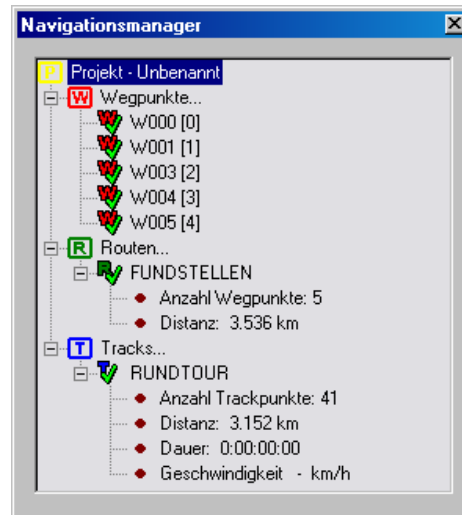 Navigationsmanager
P Projekt - Unbenannt
W Wegpunkte...
W W000 [0]
W W001 [1]
W W003 [2]
W W004 [3]
W W005 [4]
R Routen...
R FUNDSTELLEN
Anzahl Wegpunkte: 5
Distanz: 3.536 km
T Tracks...
T RUNDTOUR
Anzahl Trackpunkte: 41
Distanz: 3.152 km
Dauer: 0:00:00:00
Geschwindigkeit - km/h